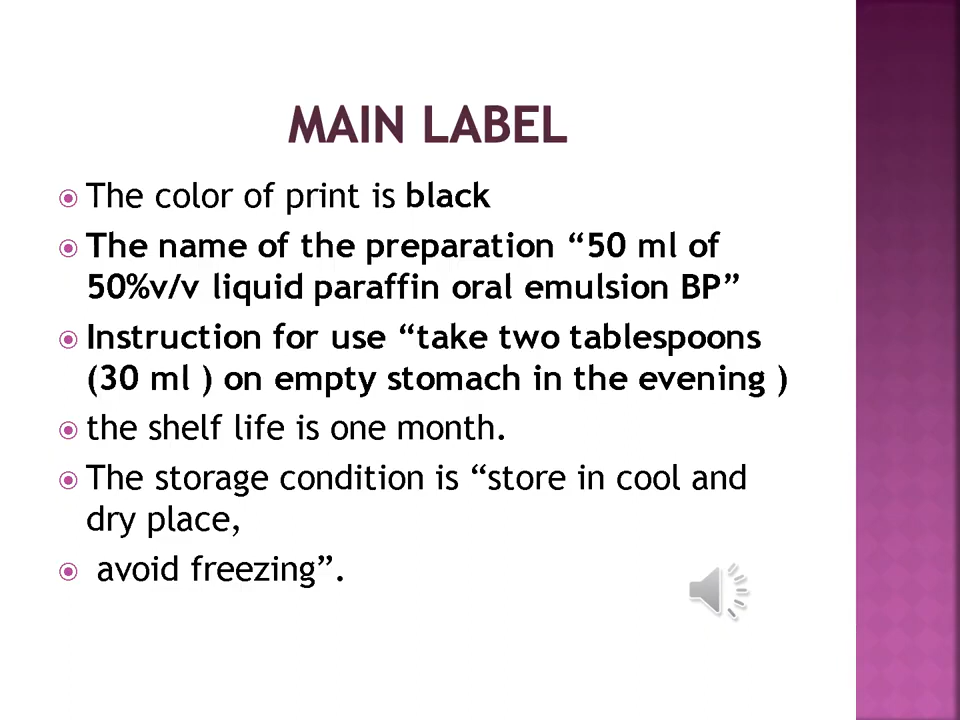 MAIN LABEL
The color of print is black
The name of the preparation “50 ml of
50%v/v liquid paraffin oral emulsion BP”
Instruction for use “take two tablespoons
(30 ml ) on empty stomach in the evening )
the shelf life is one month.
The storage condition is “store in cool and
dry place,
avoid freezing”.